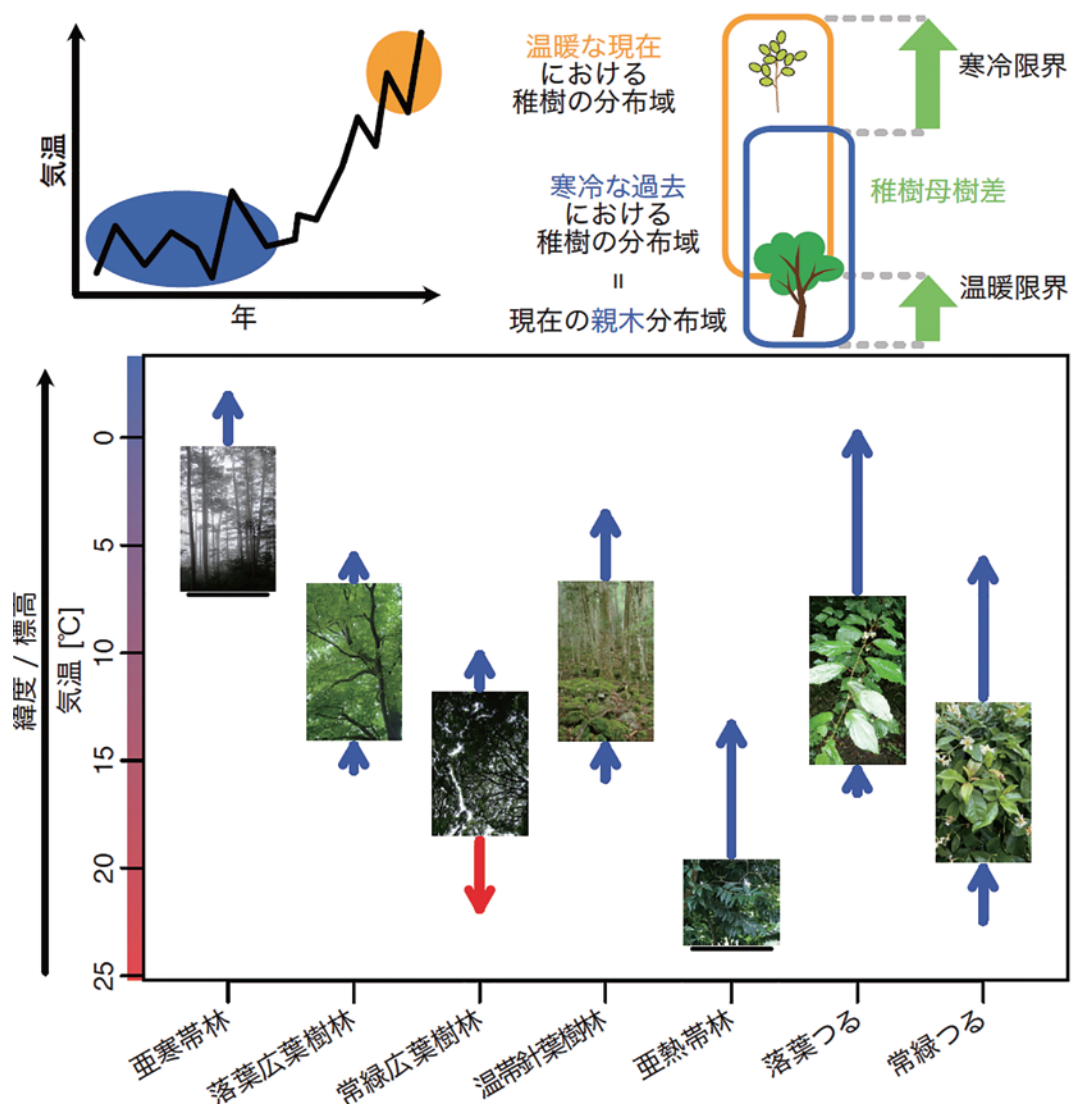 気温
年
温暖な現在
における
稚樹の分布域
寒冷な過去
における
稚樹の分布域
=
現在の親木分布域
寒冷限界
稚樹母樹差
温暖限界
緯度 / 標高
気温 [℃]
0
5
10
15
20
25
亜寒帯林
落葉広葉樹林
常緑広葉樹林
温帯針葉樹林
亜熱帯林
落葉つる
常緑つる